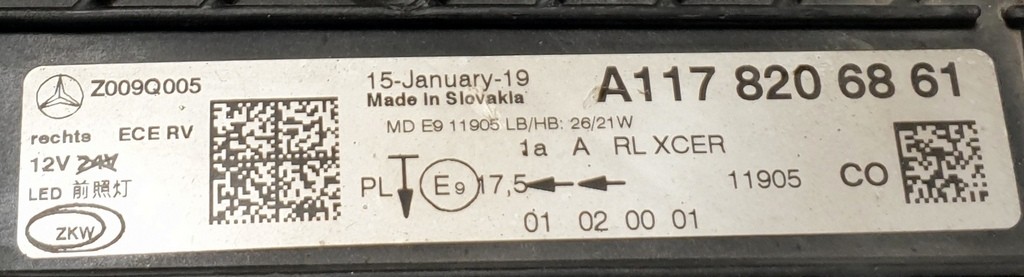 Z009Q005
rechts ECE RV
12V 24V
LED 前照灯
ZKW
15-January-19
Made in Slovakia
A117 820 68 61
MD E9 11905 LB/HB: 26/21W
1a A RL XCER
PL E9 17,5 11905 CO
01 02 00 01